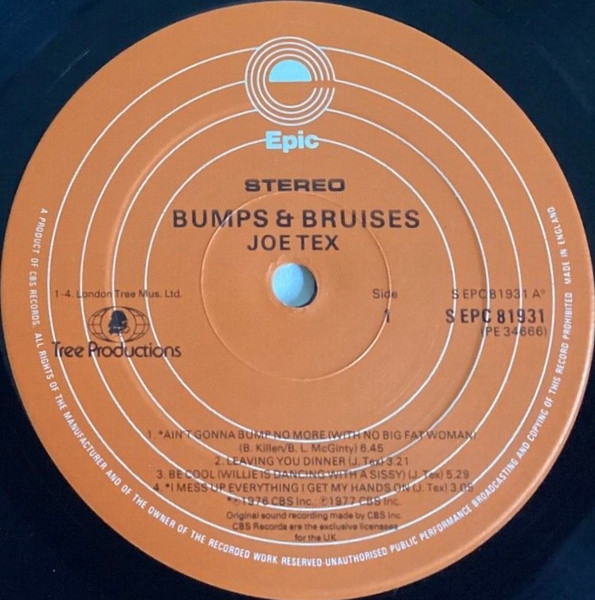 Epic
STEREO
BUMPS & BRUISES
JOE TEX
1-4. London Tree Mus. Ltd.
Tree Productions
Side
1
S EPC 81931 A°
S EPC 81931
(PE 34666)
1. *AIN'T GONNA BUMP NO MORE (WITH NO BIG FAT WOMAN)
(B. Killen/B. L. McGinty) 6.45
2. LEAVING YOU DINNER (J. Tex) 3.21
3. BE COOL (WILLIE IS DANCING WITH A SISSY) (J. Tex) 5.29
4. *I MESS UP EVERYTHING I GET MY HANDS ON (J. Tex) 3.05
*℗ 1976 CBS Inc. ℗ 1977 CBS Inc.
Original sound recording made by CBS Inc.
CBS Records are the exclusive licensees
for the UK.
A PRODUCT OF CBS RECORDS. ALL RIGHTS OF THE MANUFACTURER AND OF THE OWNER OF THE RECORDED WORK RESERVED·UNAUTHORISED PUBLIC PERFORMANCE BROADCASTING AND COPYING OF THIS RECORD PROHIBITED MADE IN ENGLAND